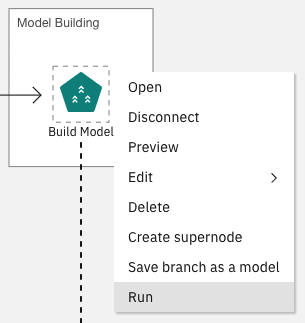 Model Building
Build Model
Open
Disconnect
Preview
Edit
Delete
Create supernode
Save branch as a model
Run